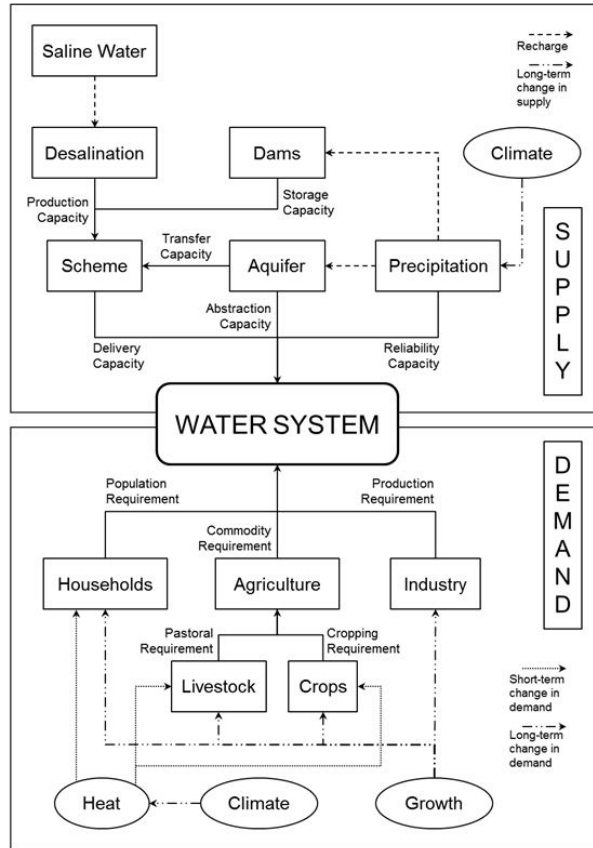 Saline Water
Recharge
Long-term
change in
supply
Desalination
Dams
Climate
Production
Capacity
Storage
Capacity
Transfer
Capacity
Scheme
Aquifer
Precipitation
Abstraction
Capacity
Delivery
Capacity
Reliability
Capacity
SUPPLY
WATER SYSTEM
Population
Requirement
Production
Requirement
Commodity
Requirement
DEMAND
Households
Agriculture
Industry
Pastoral
Requirement
Cropping
Requirement
Livestock
Crops
Short-term
change in
demand
Long-term
change in
demand
Heat
Climate
Growth